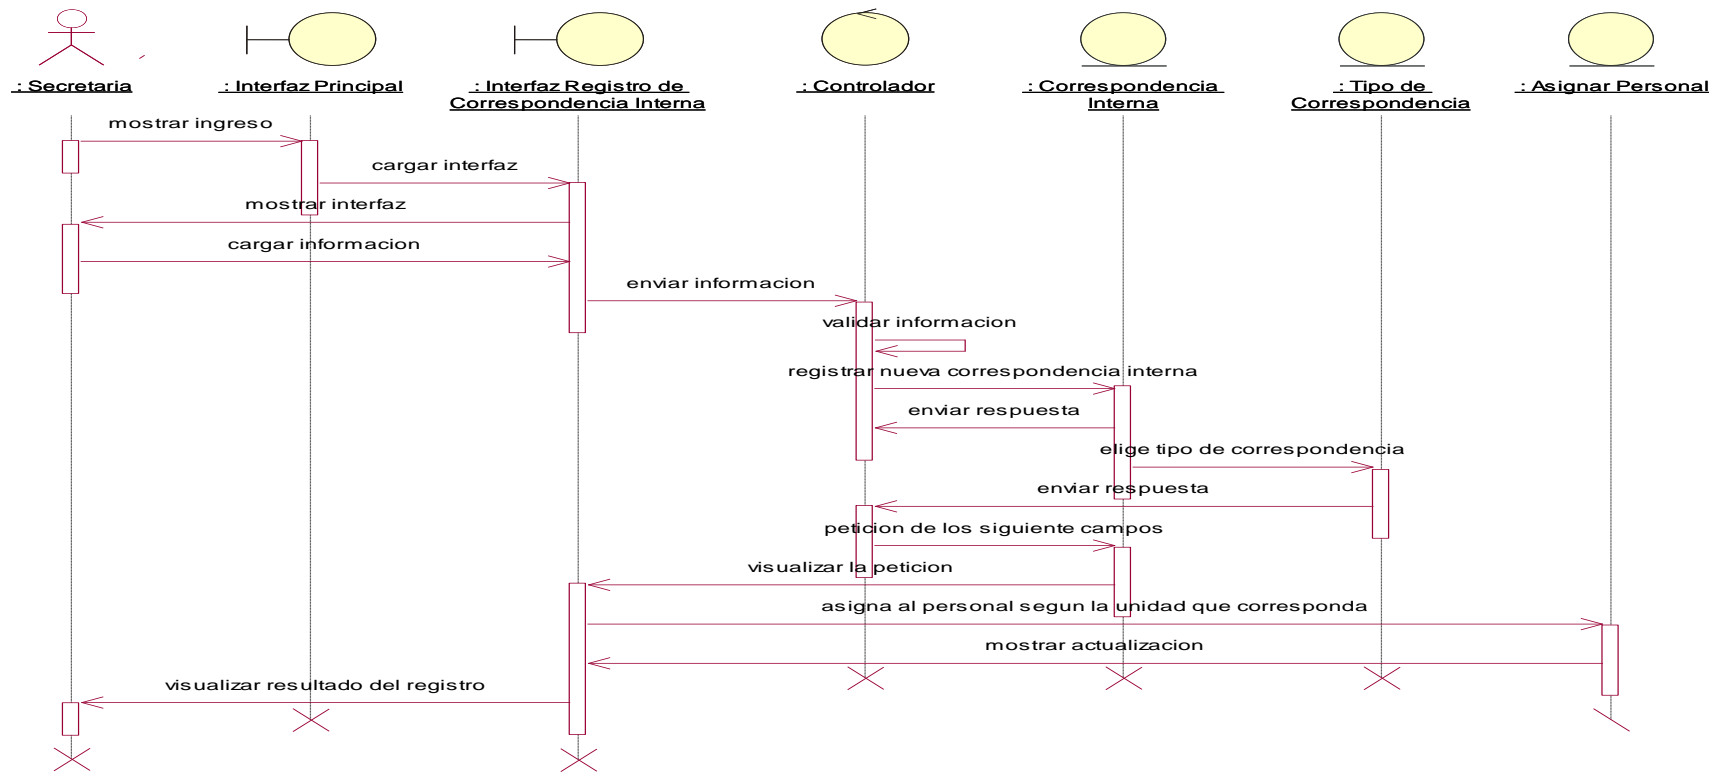 : Secretaria
: Interfaz Principal
: Interfaz Registro de
Correspondencia Interna
: Controlador
: Correspondencia
Interna
: Tipo de
Correspondencia
: Asignar Personal
mostrar ingreso
cargar interfaz
mostrar interfaz
cargar informacion
enviar informacion
validar informacion
registrar nueva correspondencia interna
enviar respuesta
elige tipo de correspondencia
enviar respuesta
peticion de los siguiente campos
visualizar la peticion
asigna al personal segun la unidad que corresponda
mostrar actualizacion
visualizar resultado del registro